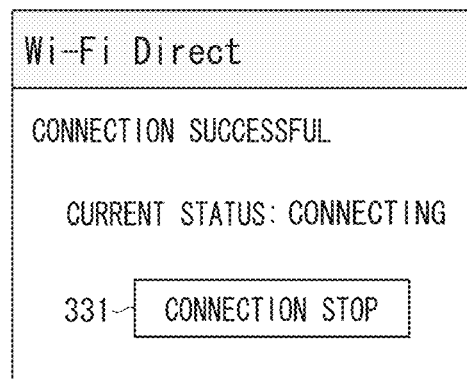 Wi-Fi Direct
CONNECTION SUCCESSFUL
CURRENT STATUS: CONNECTING
331 CONNECTION STOP